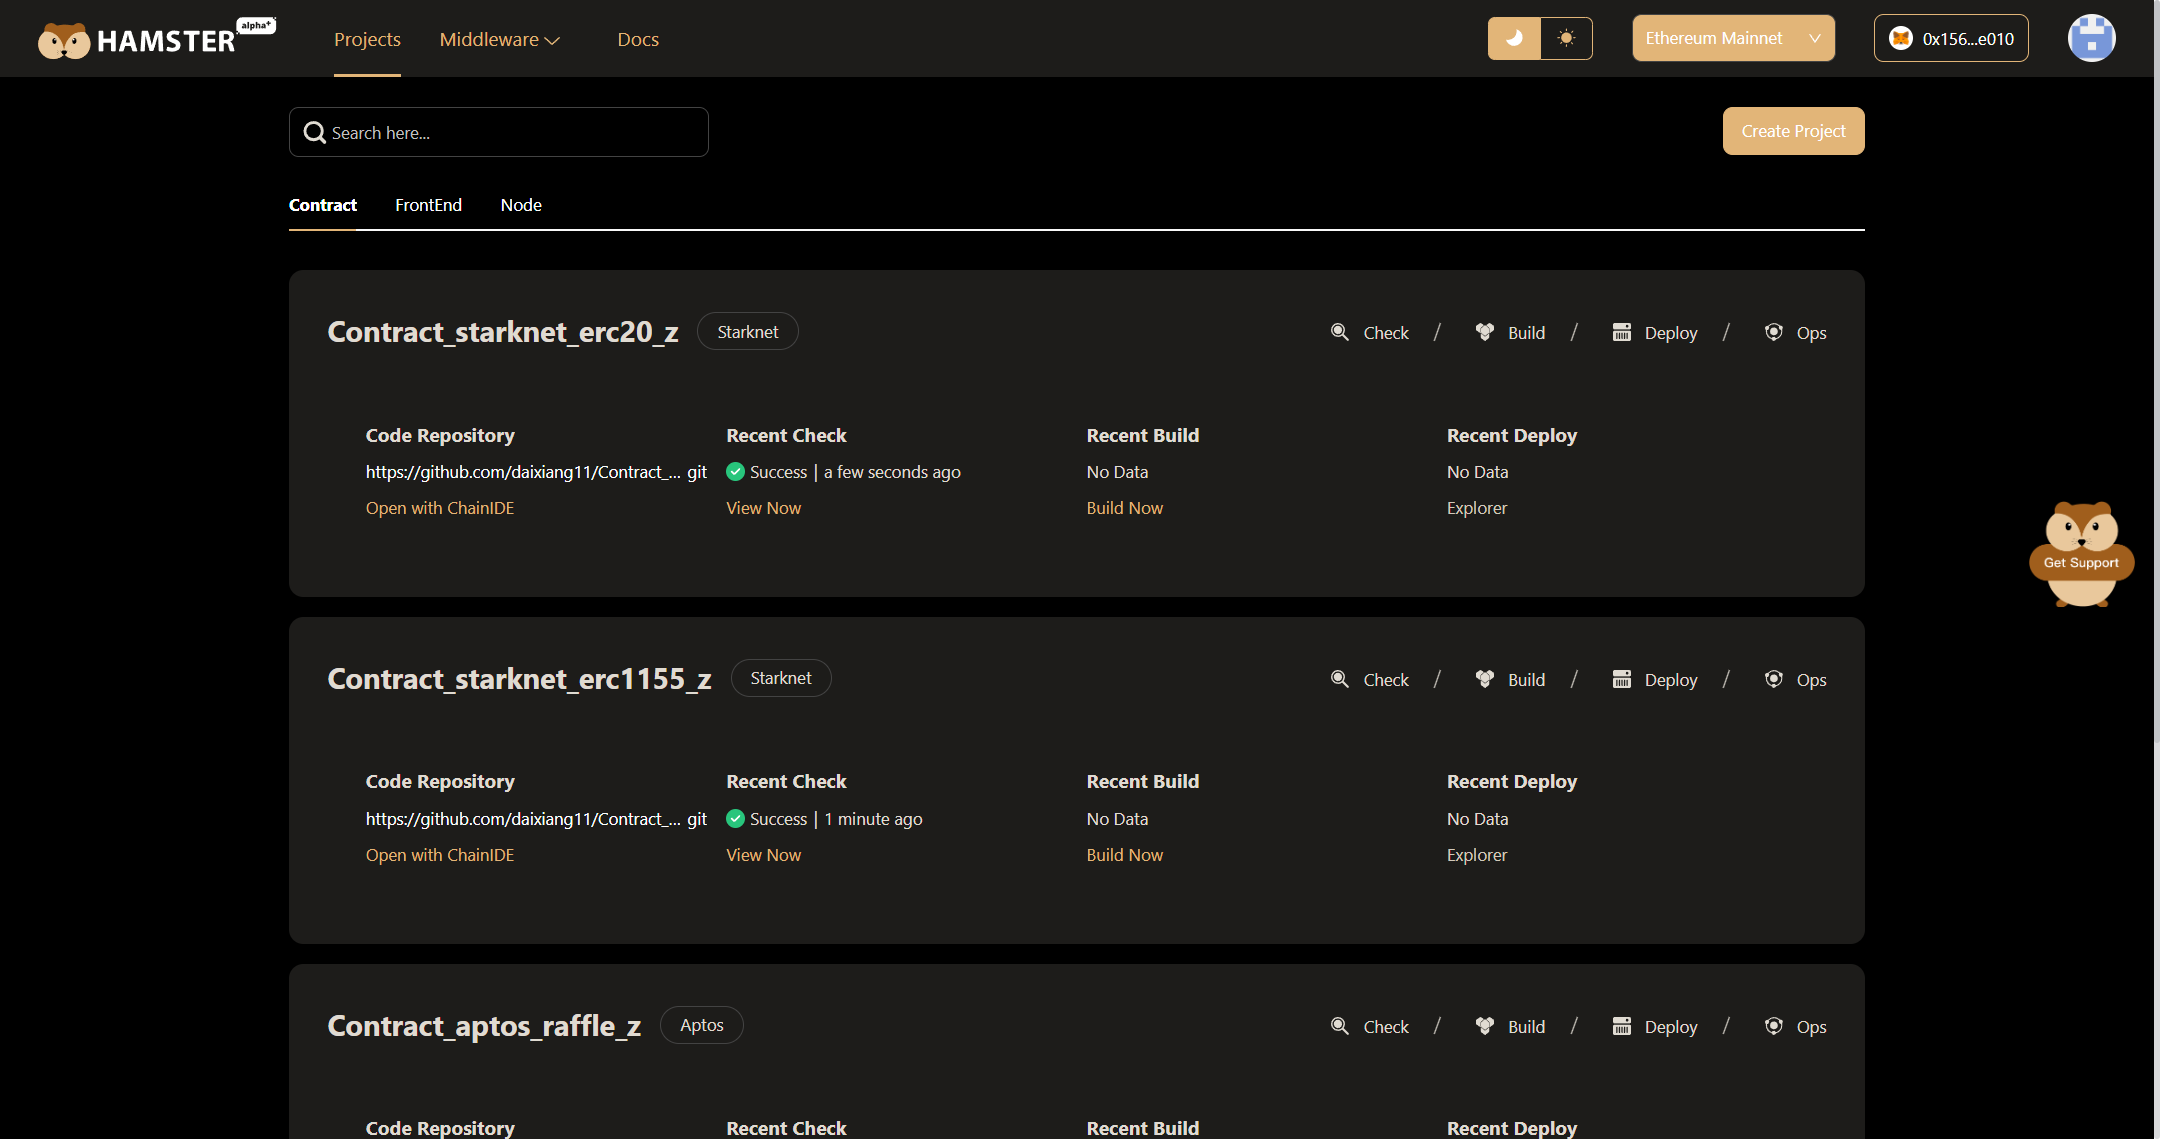 HAMSTER alpha+ Projects Middleware Docs Ethereum Mainnet 0x156...e010
Search here... Create Project
Contract FrontEnd Node
Contract_starknet_erc20_z Starknet Check / Build / Deploy / Ops
Code Repository Recent Check Recent Build Recent Deploy
https://github.com/daixiang11/Contract_... git Success | a few seconds ago No Data No Data
Open with ChainIDE View Now Build Now Explorer
Get Support
Contract_starknet_erc1155_z Starknet Check / Build / Deploy / Ops
Code Repository Recent Check Recent Build Recent Deploy
https://github.com/daixiang11/Contract_... git Success | 1 minute ago No Data No Data
Open with ChainIDE View Now Build Now Explorer
Contract_aptos_raffle_z Aptos Check / Build / Deploy / Ops
Code Repository Recent Check Recent Build Recent Deploy